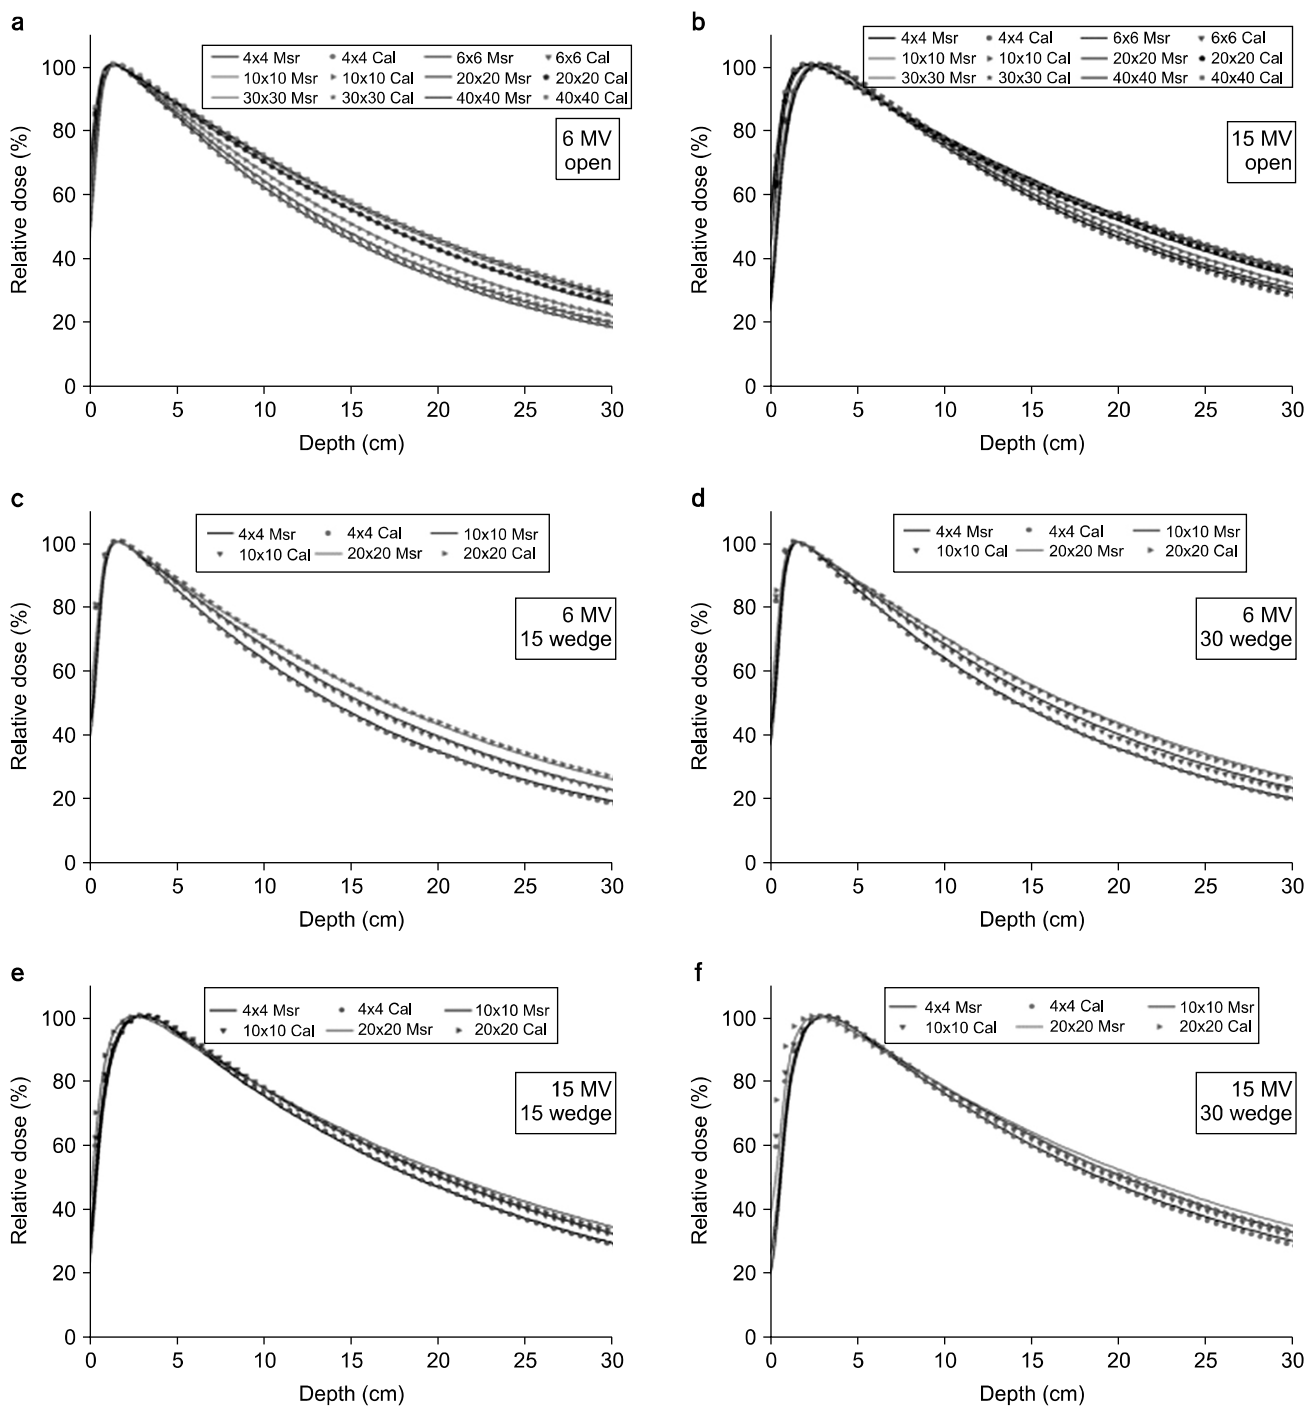 a
4x4 Msr 4x4 Cal 6x6 Msr 6x6 Cal
10x10 Msr 10x10 Cal 20x20 Msr 20x20 Cal
30x30 Msr 30x30 Cal 40x40 Msr 40x40 Cal
6 MV
open
Relative dose (%)
100
80
60
40
20
0
0 5 10 15 20 25 30
Depth (cm)
b
4x4 Msr 4x4 Cal 6x6 Msr 6x6 Cal
10x10 Msr 10x10 Cal 20x20 Msr 20x20 Cal
30x30 Msr 30x30 Cal 40x40 Msr 40x40 Cal
15 MV
open
Relative dose (%)
100
80
60
40
20
0
0 5 10 15 20 25 30
Depth (cm)
c
4x4 Msr 4x4 Cal 10x10 Msr
10x10 Cal 20x20 Msr 20x20 Cal
6 MV
15 wedge
Relative dose (%)
100
80
60
40
20
0
0 5 10 15 20 25 30
Depth (cm)
d
4x4 Msr 4x4 Cal 10x10 Msr
10x10 Cal 20x20 Msr 20x20 Cal
6 MV
30 wedge
Relative dose (%)
100
80
60
40
20
0
0 5 10 15 20 25 30
Depth (cm)
e
4x4 Msr 4x4 Cal 10x10 Msr
10x10 Cal 20x20 Msr 20x20 Cal
15 MV
15 wedge
Relative dose (%)
100
80
60
40
20
0
0 5 10 15 20 25 30
Depth (cm)
f
4x4 Msr 4x4 Cal 10x10 Msr
10x10 Cal 20x20 Msr 20x20 Cal
15 MV
30 wedge
Relative dose (%)
100
80
60
40
20
0
0 5 10 15 20 25 30
Depth (cm)